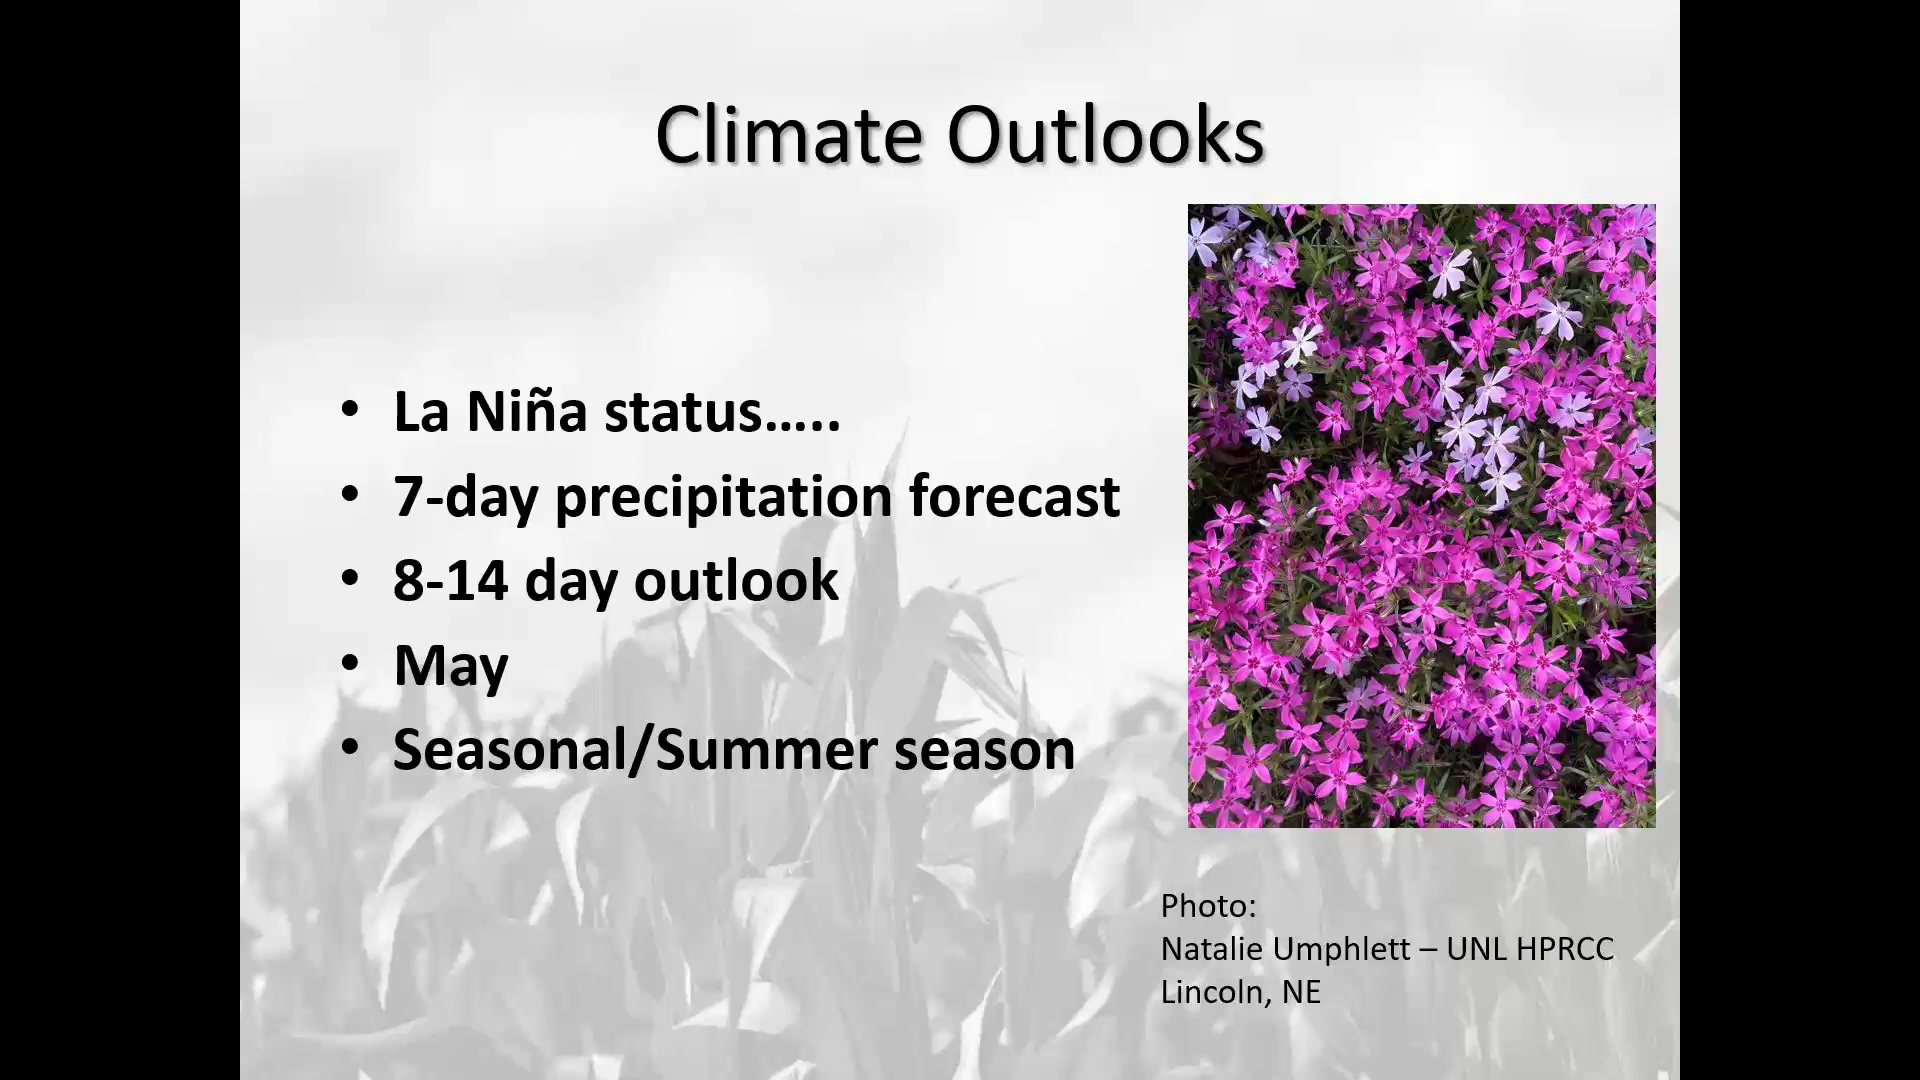 Climate Outlooks
• La Niña status…..
• 7-day precipitation forecast
• 8-14 day outlook
• May
• Seasonal/Summer season
Photo:
Natalie Umphlett – UNL HPRCC
Lincoln, NE